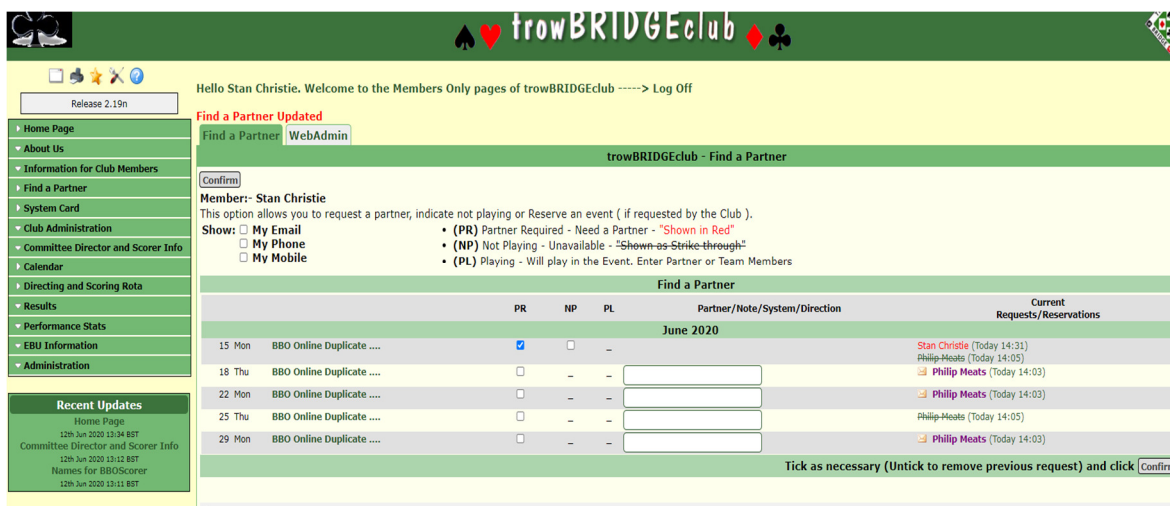 trowBRIDGEclub
Release 2.19n
Home Page
About Us
Information for Club Members
Find a Partner
System Card
Club Administration
Committee Director and Scorer Info
Calendar
Directing and Scoring Rota
Results
Performance Stats
EBU Information
Administration
Recent Updates
Home Page
12th Jun 2020 13:34 BST
Committee Director and Scorer Info
12th Jun 2020 13:12 BST
Names for BBOScorer
12th Jun 2020 13:11 BST
Hello Stan Christie. Welcome to the Members Only pages of trowBRIDGEclub -----> Log Off
Find a Partner Updated
Find a Partner WebAdmin
trowBRIDGEclub - Find a Partner
Confirm
Member:- Stan Christie
This option allows you to request a partner, indicate not playing or Reserve an event ( if requested by the Club ).
Show: My Email
My Phone
My Mobile
• (PR) Partner Required - Need a Partner - "Shown in Red"
• (NP) Not Playing - Unavailable - "Shown as Strike through"
• (PL) Playing - Will play in the Event. Enter Partner or Team Members
Find a Partner
PR NP PL Partner/Note/System/Direction Current
Requests/Reservations
June 2020
15 Mon BBO Online Duplicate .... _ Stan Christie (Today 14:31)
Philip Meats (Today 14:05)
18 Thu BBO Online Duplicate .... _ _ Philip Meats (Today 14:03)
22 Mon BBO Online Duplicate .... _ _ Philip Meats (Today 14:03)
25 Thu BBO Online Duplicate .... _ _ Philip Meats (Today 14:05)
29 Mon BBO Online Duplicate .... _ _ Philip Meats (Today 14:03)
Tick as necessary (Untick to remove previous request) and click Confirm